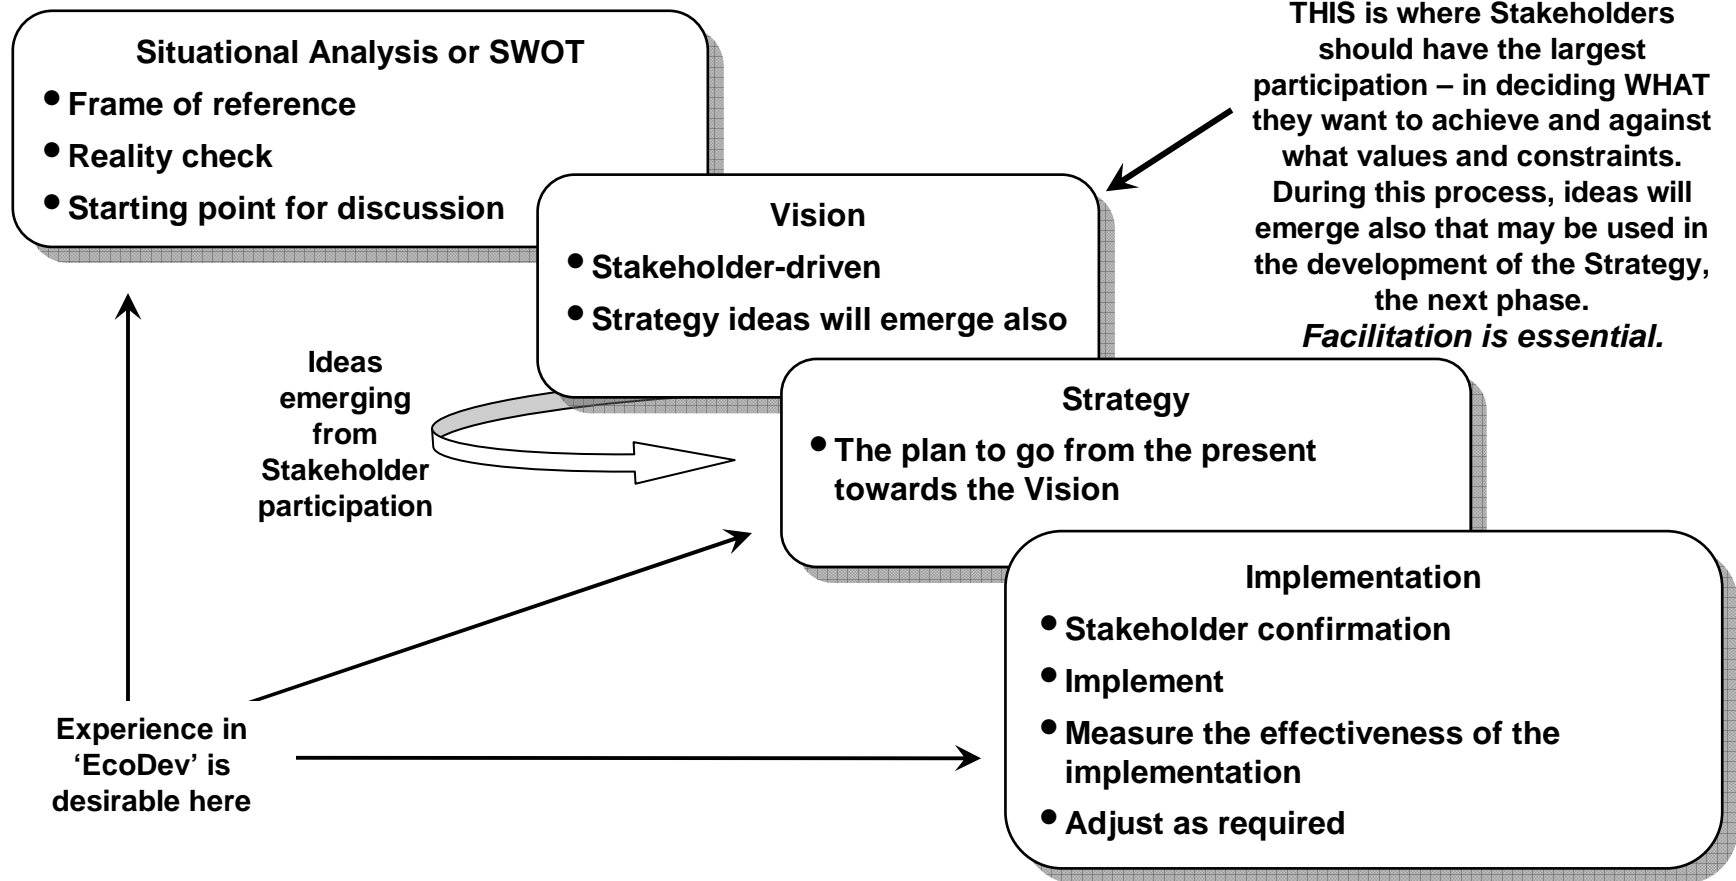 Situational Analysis or SWOT
• Frame of reference
• Reality check
• Starting point for discussion
THIS is where Stakeholders
should have the largest
participation – in deciding WHAT
they want to achieve and against
what values and constraints.
During this process, ideas will
emerge also that may be used in
the development of the Strategy,
the next phase.
Facilitation is essential.
Vision
• Stakeholder-driven
• Strategy ideas will emerge also
Ideas
emerging
from
Stakeholder
participation
Strategy
• The plan to go from the present
towards the Vision
Implementation
• Stakeholder confirmation
• Implement
• Measure the effectiveness of the
implementation
• Adjust as required
Experience in
‘EcoDev’ is
desirable here